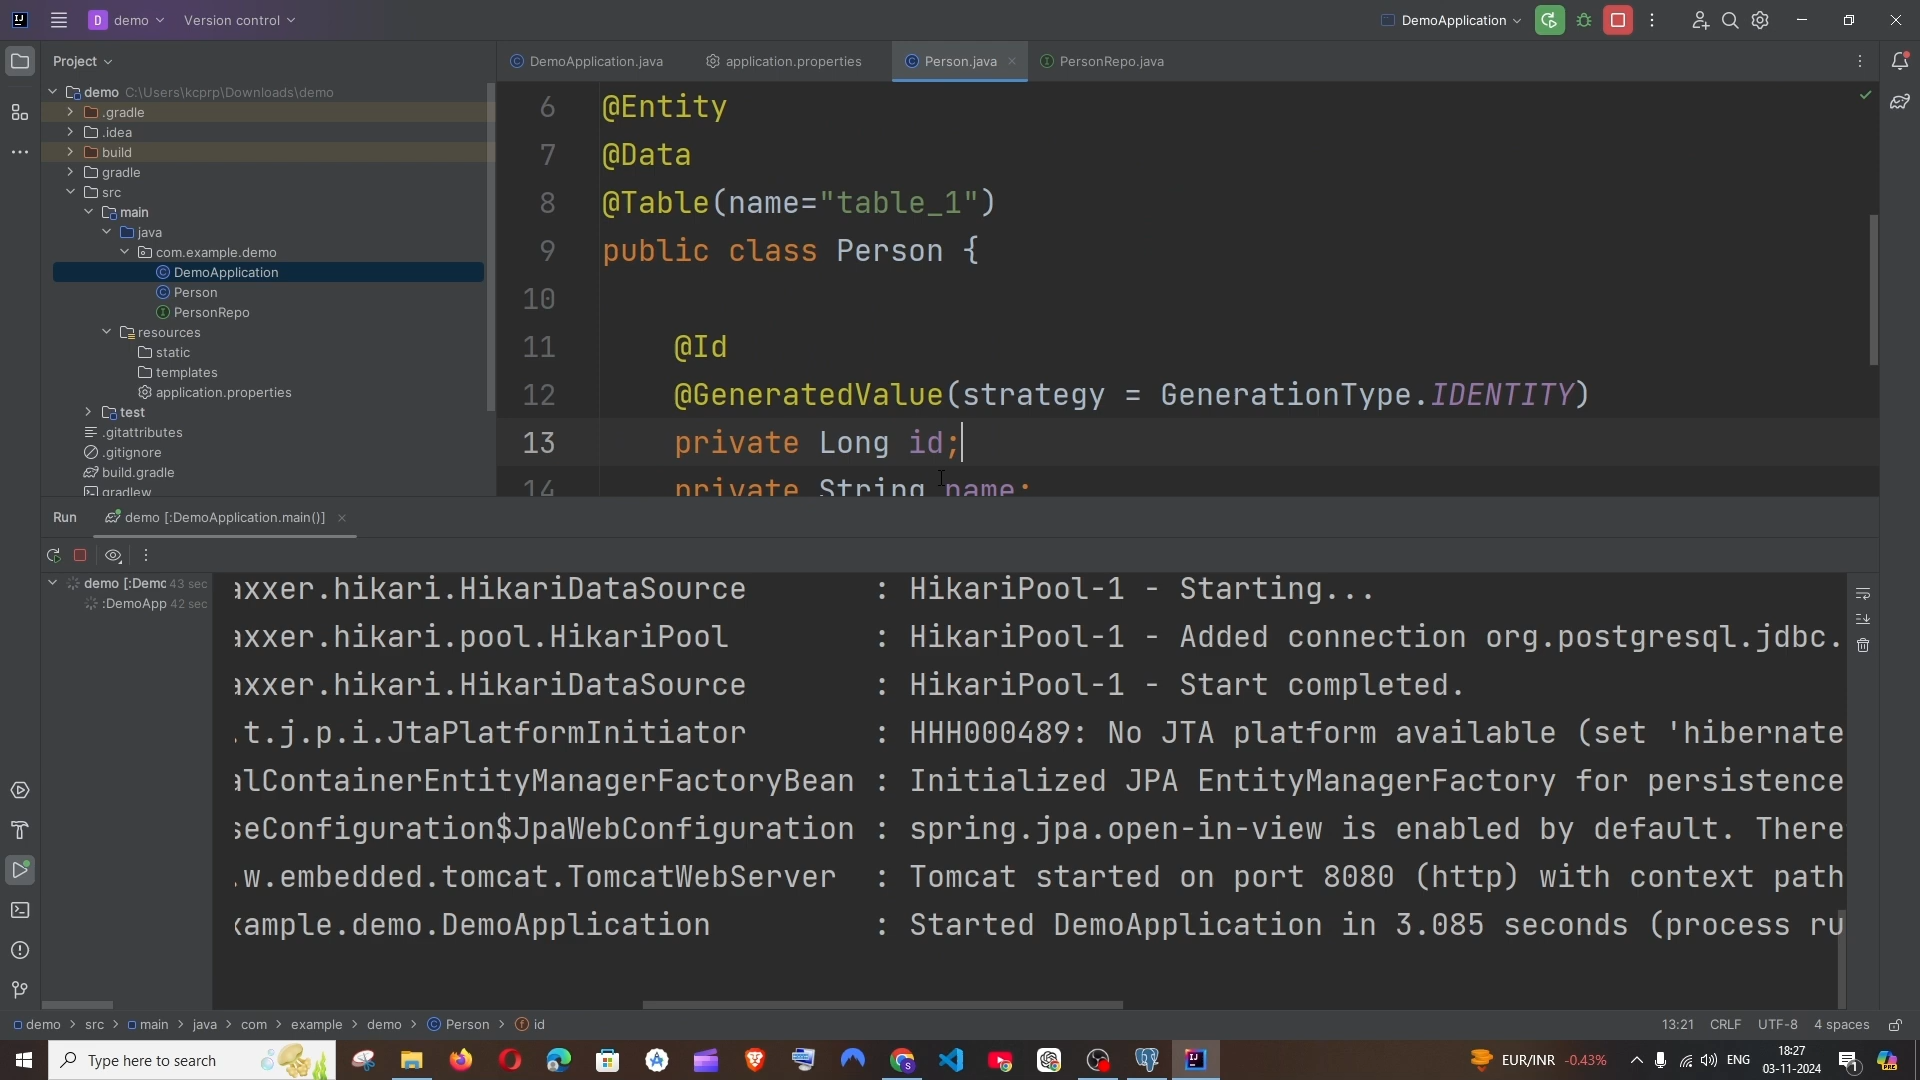 D demo Version control DemoApplication
Project
DemoApplication.java application.properties Person.java PersonRepo.java
demo C:\Users\kcprp\Downloads\demo
.gradle
.idea
build
gradle
src
main
java
com.example.demo
DemoApplication
Person
PersonRepo
resources
static
templates
application.properties
test
.gitattributes
.gitignore
build.gradle
gradlew
6 @Entity
7 @Data
8 @Table(name="table_1")
9 public class Person {
10
11 @Id
12 @GeneratedValue(strategy = GenerationType.IDENTITY)
13 private Long id;
14 private String name;
Run demo [:DemoApplication.main()]
demo [:Demc 43 sec
:DemoApp 42 sec
axxer.hikari.HikariDataSource : HikariPool-1 - Starting...
axxer.hikari.pool.HikariPool : HikariPool-1 - Added connection org.postgresql.jdbc.
axxer.hikari.HikariDataSource : HikariPool-1 - Start completed.
.t.j.p.i.JtaPlatformInitiator : HHH000489: No JTA platform available (set 'hibernate
alContainerEntityManagerFactoryBean : Initialized JPA EntityManagerFactory for persistence
seConfiguration$JpaWebConfiguration : spring.jpa.open-in-view is enabled by default. There
.w.embedded.tomcat.TomcatWebServer : Tomcat started on port 8080 (http) with context path
xample.demo.DemoApplication : Started DemoApplication in 3.085 seconds (process ru
demo > src > main > java > com > example > demo > Person > id 13:21 CRLF UTF-8 4 spaces
Type here to search EUR/INR -0.43% ENG 18:27
03-11-2024